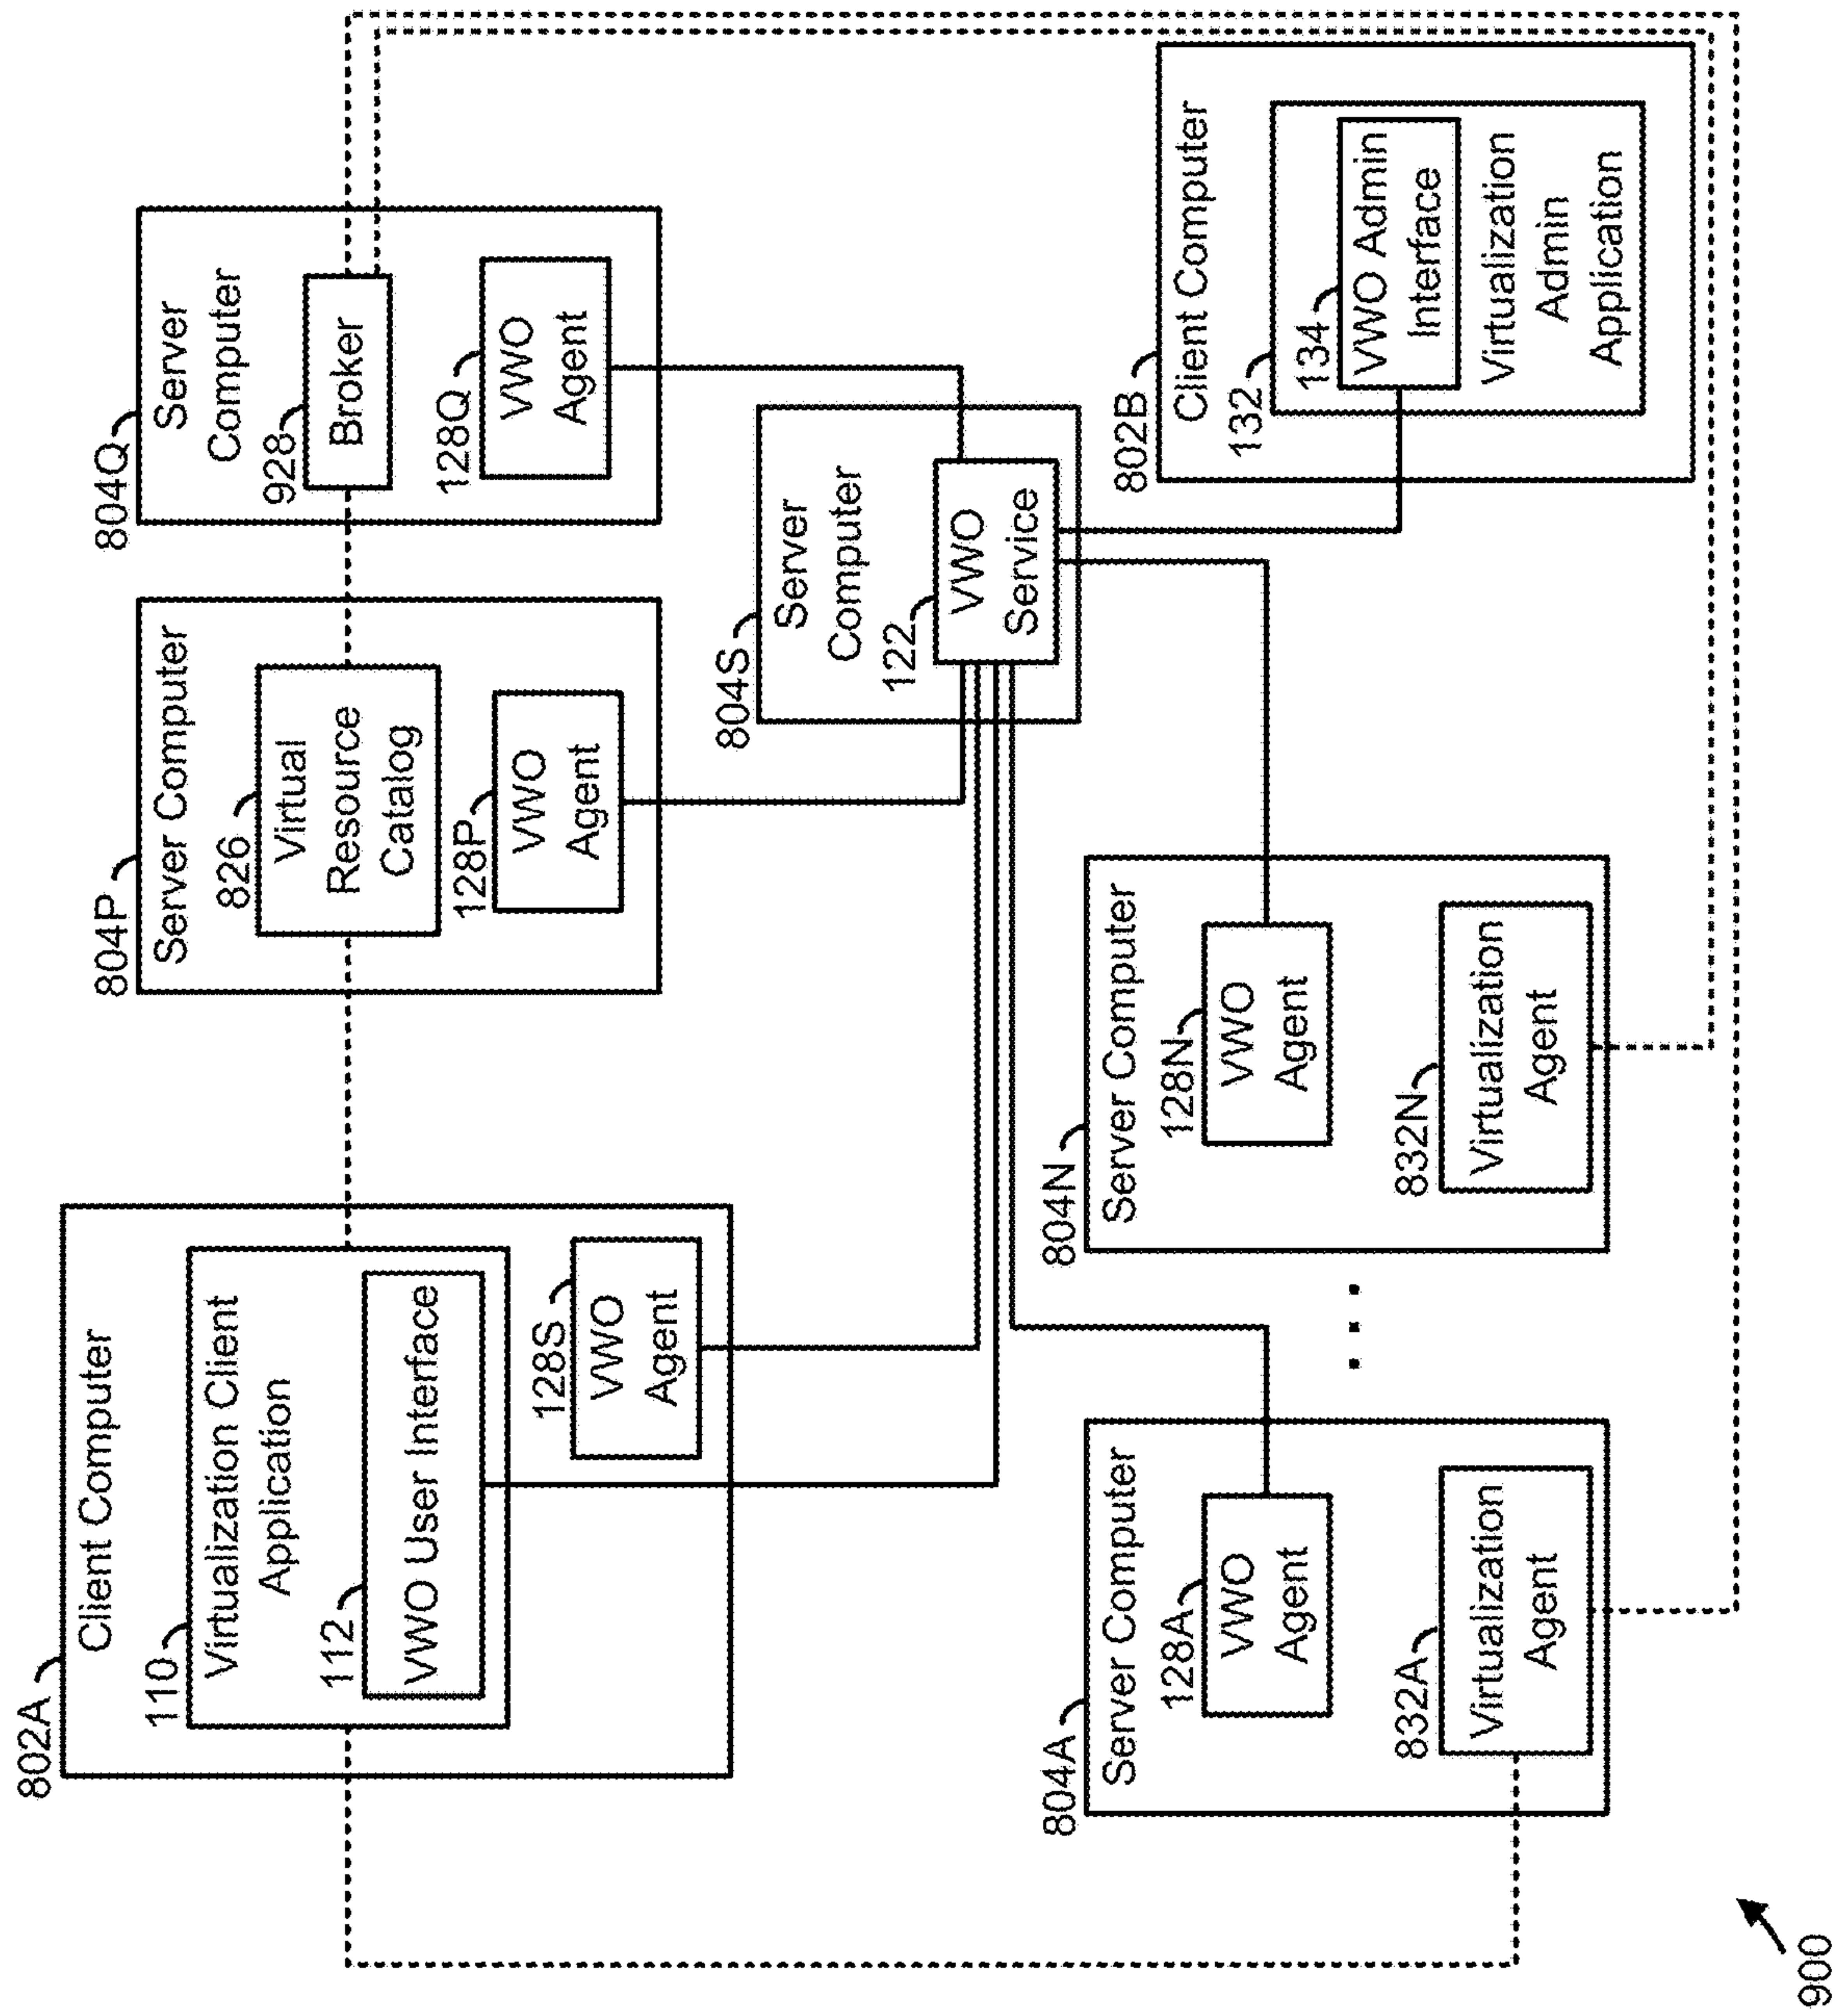 802A
Client Computer
110
Virtualization Client
Application
112
VWO User Interface
128S
VWO
Agent
804P
Server Computer
826
Virtual
Resource
Catalog
128P
VWO
Agent
804Q
Server
Computer
928
Broker
128Q
VWO
Agent
804S
Server
Computer
122
VWO
Service
804A
Server Computer
128A
VWO
Agent
832A
Virtualization
Agent
804N
Server Computer
128N
VWO
Agent
832N
Virtualization
Agent
802B
Client Computer
132
134
VWO Admin
Interface
Virtualization
Admin
Application
900